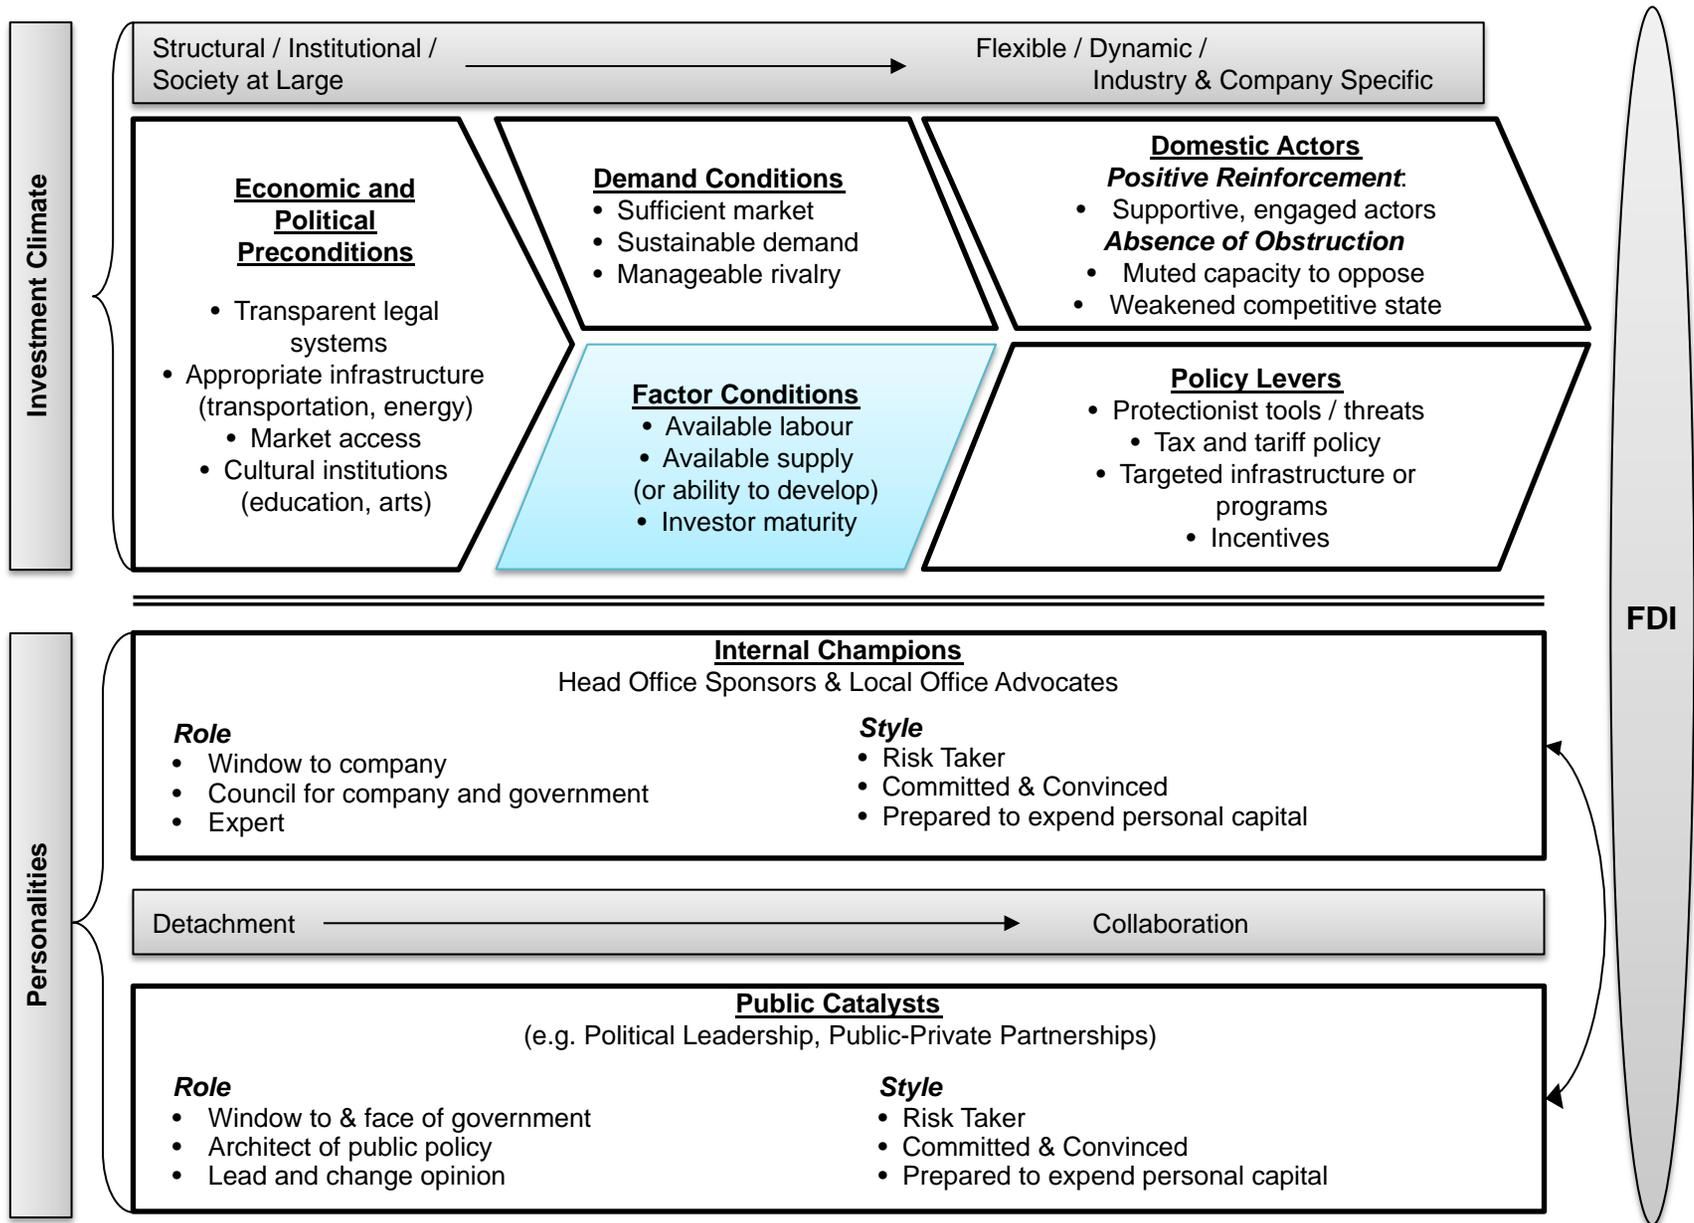 Investment Climate
Structural / Institutional /
Society at Large
Flexible / Dynamic /
Industry & Company Specific
Economic and
Political
Preconditions
• Transparent legal
systems
• Appropriate infrastructure
(transportation, energy)
• Market access
• Cultural institutions
(education, arts)
Demand Conditions
• Sufficient market
• Sustainable demand
• Manageable rivalry
Factor Conditions
• Available labour
• Available supply
(or ability to develop)
• Investor maturity
Domestic Actors
Positive Reinforcement:
• Supportive, engaged actors
Absence of Obstruction
• Muted capacity to oppose
• Weakened competitive state
Policy Levers
• Protectionist tools / threats
• Tax and tariff policy
• Targeted infrastructure or
programs
• Incentives
FDI
Personalities
Internal Champions
Head Office Sponsors & Local Office Advocates
Role
• Window to company
• Council for company and government
• Expert
Style
• Risk Taker
• Committed & Convinced
• Prepared to expend personal capital
Detachment
Collaboration
Public Catalysts
(e.g. Political Leadership, Public-Private Partnerships)
Role
• Window to & face of government
• Architect of public policy
• Lead and change opinion
Style
• Risk Taker
• Committed & Convinced
• Prepared to expend personal capital